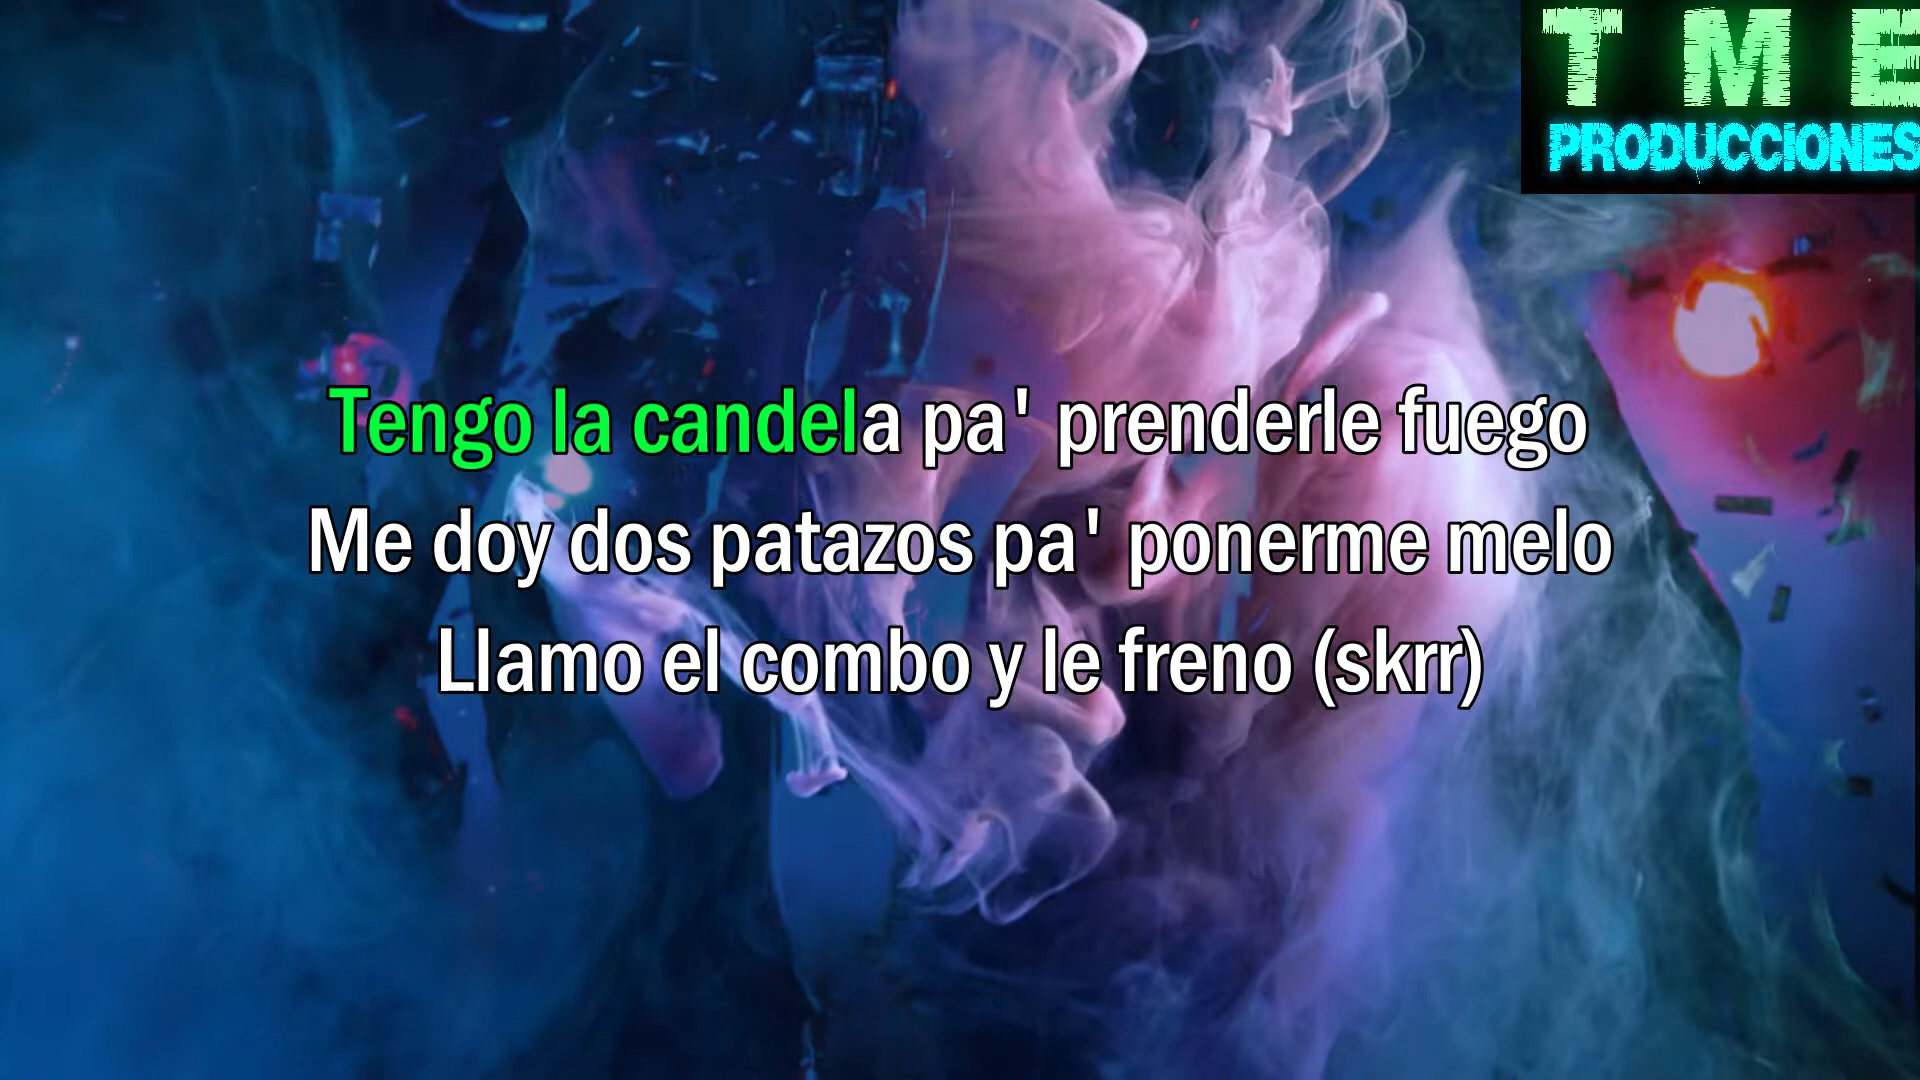 T M E
PRODUCCIONES
Tengo la candela pa' prenderle fuego
Me doy dos patazos pa' ponerme melo
Llamo el combo y le freno (skrr)